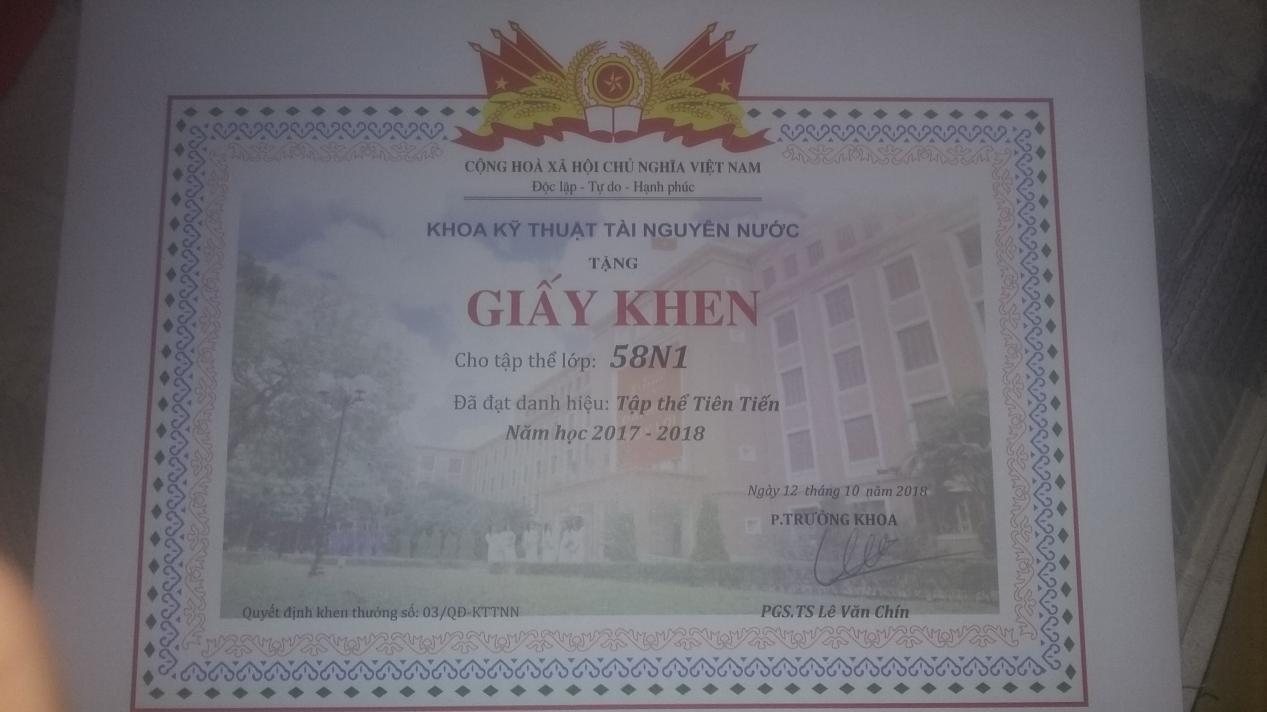 CỘNG HOÀ XÃ HỘI CHỦ NGHĨA VIỆT NAM
Độc lập - Tự do - Hạnh phúc
KHOA KỸ THUẬT TÀI NGUYÊN NƯỚC
TẶNG
GIẤY KHEN
Cho tập thể lớp: 58N1
Đã đạt danh hiệu: Tập thể Tiên Tiến
Năm học 2017 - 2018
Ngày 12 tháng 10 năm 2018
P.TRƯỞNG KHOA
Quyết định khen thưởng số: 03/QĐ-KTTNN
PGS.TS Lê Văn Chín